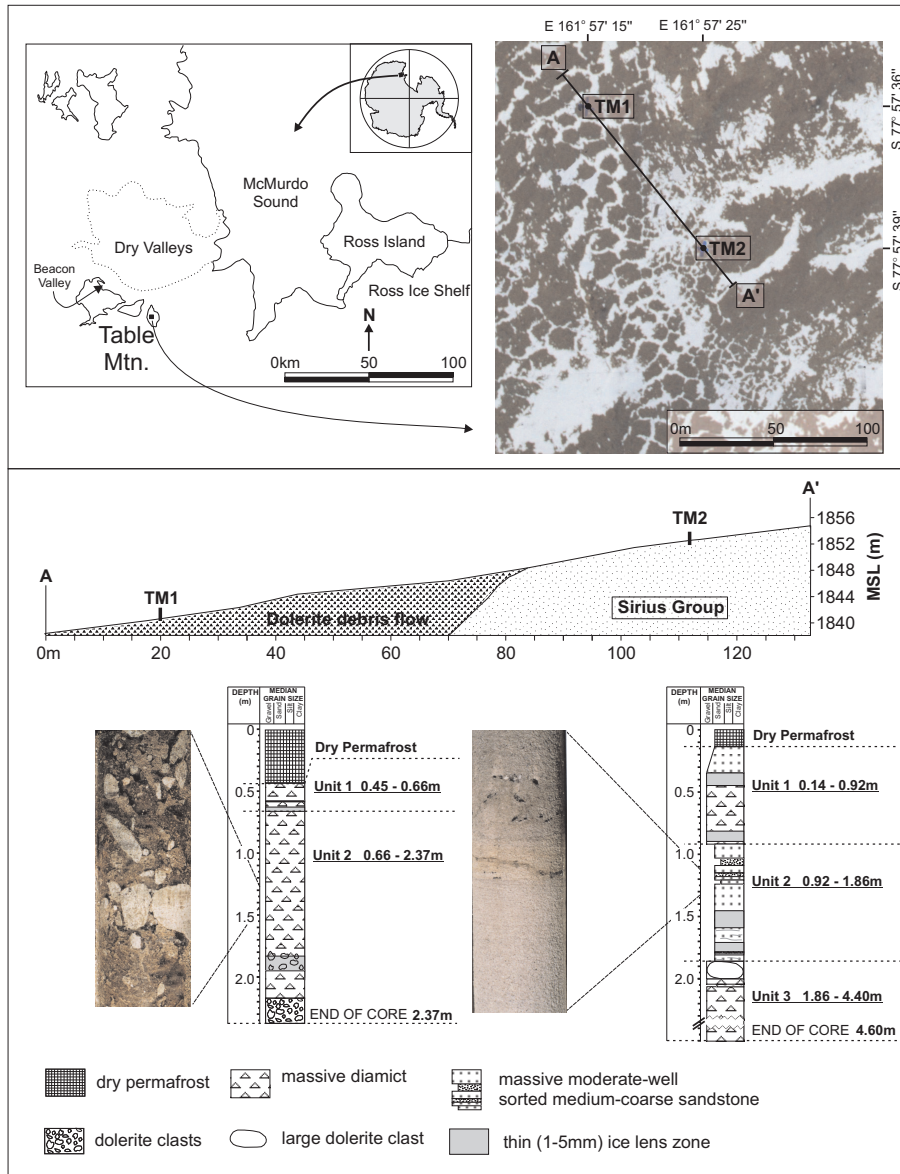 E 161° 57' 15"
E 161° 57' 25"
A
TM1
S 77° 57' 36"
TM2
S 77° 57' 39"
A'
0m
50
100
McMurdo
Sound
Dry Valleys
Ross Island
Beacon
Valley
Ross Ice Shelf
N
Table
Mtn.
0km
50
100
A'
1856
TM2
1852
1848
A
TM1
1844
Dolerite debris flow
Sirius Group
1840
MSL (m)
0m
20
40
60
80
100
120
DEPTH
(m)
MEDIAN
GRAIN SIZE
Gravel
Sand
Silt
Clay
0
Dry Permafrost
0.5
Unit 1 0.45 - 0.66m
1.0
Unit 2 0.66 - 2.37m
1.5
2.0
END OF CORE 2.37m
DEPTH
(m)
MEDIAN
GRAIN SIZE
Gravel
Sand
Silt
Clay
0
Dry Permafrost
0.5
Unit 1 0.14 - 0.92m
1.0
Unit 2 0.92 - 1.86m
1.5
2.0
Unit 3 1.86 - 4.40m
END OF CORE 4.60m
dry permafrost
massive diamict
massive moderate-well
sorted medium-coarse sandstone
dolerite clasts
large dolerite clast
thin (1-5mm) ice lens zone